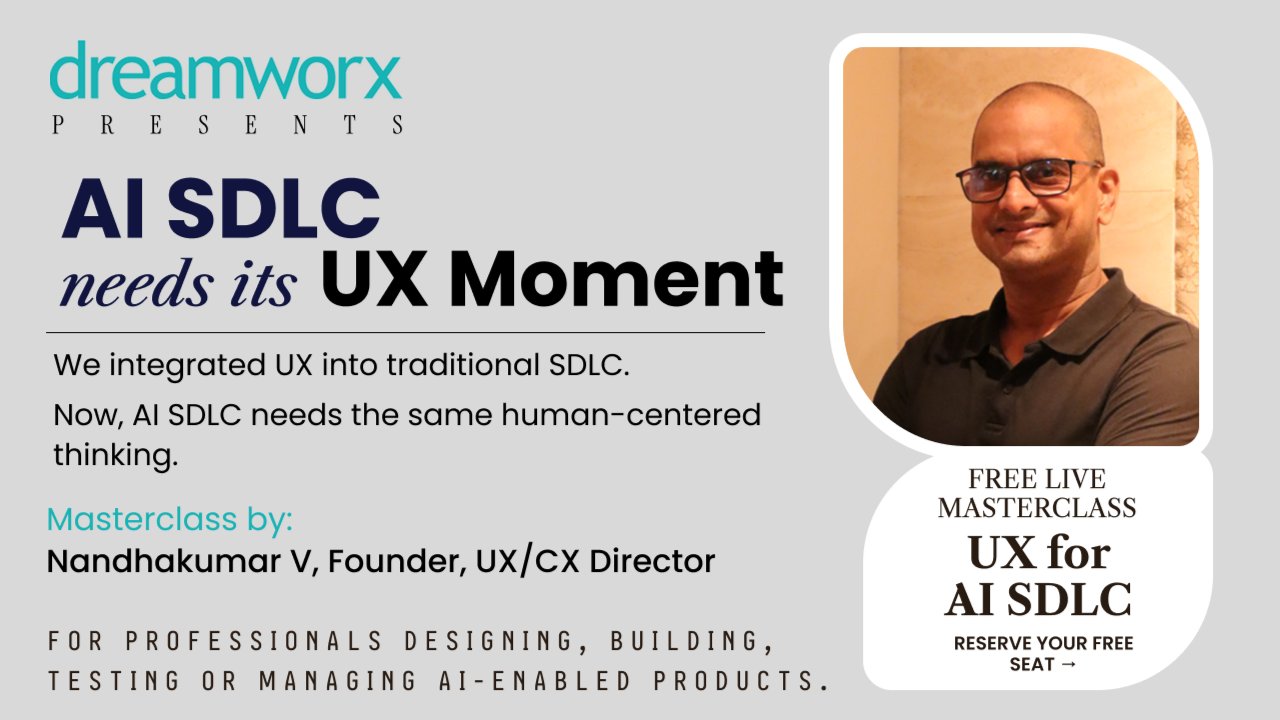 dreamworx
PRESENTS
AI SDLC
needs its UX Moment
We integrated UX into traditional SDLC.
Now, AI SDLC needs the same human-centered
thinking.
Masterclass by:
Nandhakumar V, Founder, UX/CX Director
FOR PROFESSIONALS DESIGNING, BUILDING,
TESTING OR MANAGING AI-ENABLED PRODUCTS.
FREE LIVE
MASTERCLASS
UX for
AI SDLC
RESERVE YOUR FREE
SEAT →